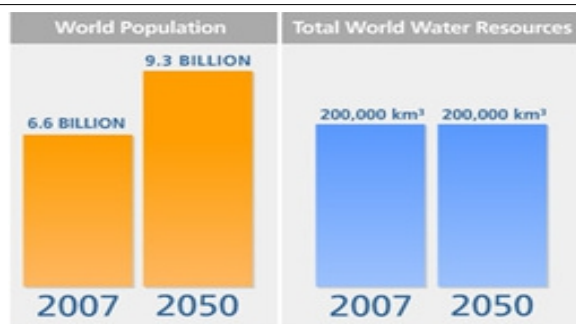 World Population
9.3 BILLION
6.6 BILLION
2007 2050
Total World Water Resources
200,000 km³ 200,000 km³
2007 2050